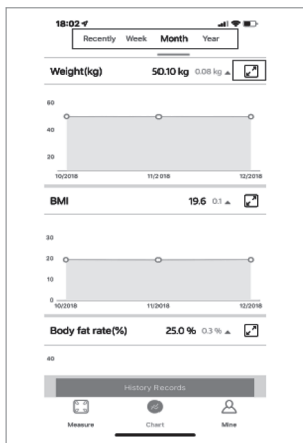 18:02
Recently Week Month Year
Weight(kg) 50.10 kg 0.08 kg
60
40
20
10/2018 11/2018 12/2018
BMI 19.6 0.1
30
20
10
0
10/2018 11/2018 12/2018
Body fat rate(%) 25.0 % 0.3 %
40
History Records
Measure Chart Mine